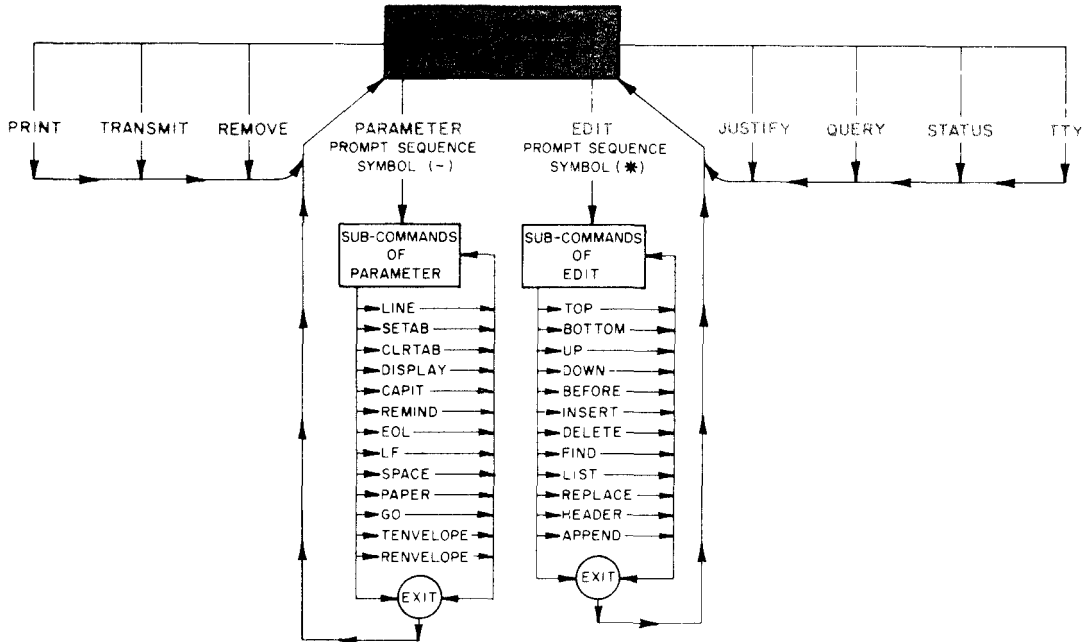 PRINT
TRANSMIT
REMOVE
PARAMETER
PROMPT SEQUENCE
SYMBOL (-)
EDIT
PROMPT SEQUENCE
SYMBOL (*)
JUSTIFY
QUERY
STATUS
TTY
SUB-COMMANDS
OF
PARAMETER
LINE
SETAB
CLRTAB
DISPLAY
CAPIT
REMIND
EOL
LF
SPACE
PAPER
GO
TENVELOPE
RENVELOPE
EXIT
SUB-COMMANDS
OF
EDIT
TOP
BOTTOM
UP
DOWN
BEFORE
INSERT
DELETE
FIND
LIST
REPLACE
HEADER
APPEND
EXIT